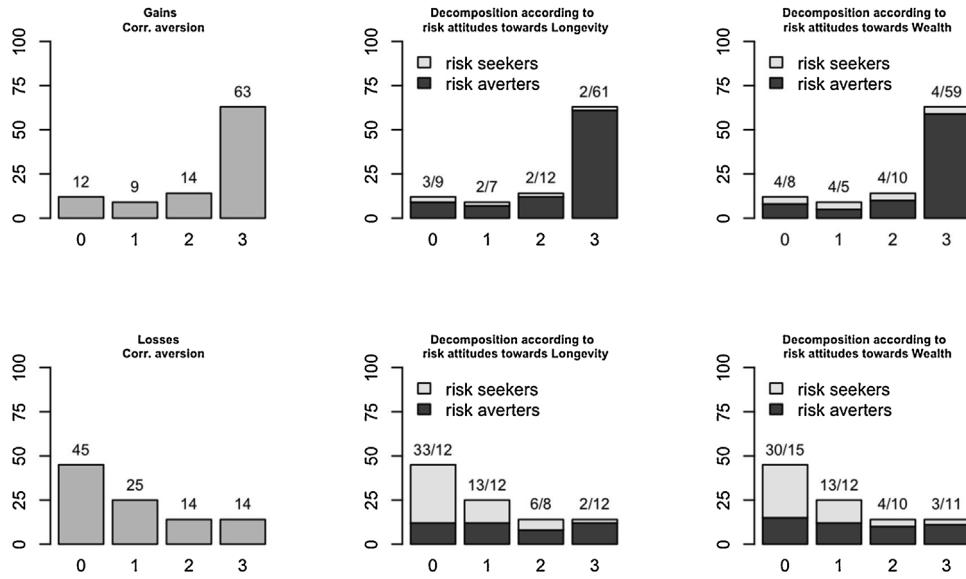 Gains
Corr. aversion
100
75
50
25
0
12
9
14
63
0 1 2 3
Decomposition according to
risk attitudes towards Longevity
100
75
50
25
0
risk seekers
risk averters
3/9
2/7
2/12
2/61
0 1 2 3
Decomposition according to
risk attitudes towards Wealth
100
75
50
25
0
risk seekers
risk averters
4/8
4/5
4/10
4/59
0 1 2 3
Losses
Corr. aversion
100
75
50
25
0
45
25
14
14
0 1 2 3
Decomposition according to
risk attitudes towards Longevity
100
75
50
25
0
risk seekers
risk averters
33/12
13/12
6/8
2/12
0 1 2 3
Decomposition according to
risk attitudes towards Wealth
100
75
50
25
0
risk seekers
risk averters
30/15
13/12
4/10
3/11
0 1 2 3